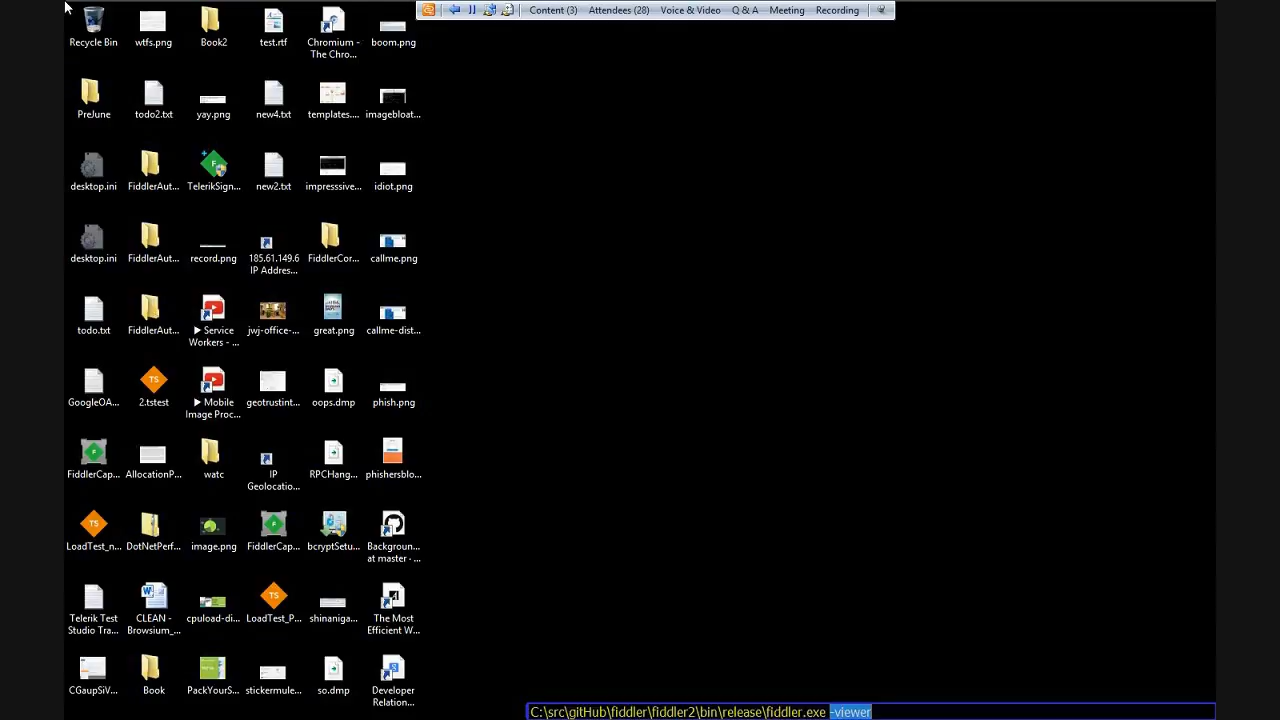 Content (3) Attendees (28) Voice & Video Q & A Meeting Recording
Recycle Bin
wtfs.png
Book2
test.rtf
Chromium -
The Chro...
boom.png
PreJune
todo2.txt
yay.png
new4.txt
templates....
imagebloat...
desktop.ini
FiddlerAut...
TelerikSign...
new2.txt
impresssive...
idiot.png
desktop.ini
FiddlerAut...
record.png
185.61.149.6
IP Addres...
FiddlerCor...
callme.png
todo.txt
FiddlerAut...
▶ Service
Workers - ...
jwj-office-...
great.png
callme-dist...
GoogleOA...
TS
2.tstest
▶ Mobile
Image Proc...
geotrustint...
oops.dmp
phish.png
FiddlerCap...
AllocationP...
watc
IP
Geolocatio...
RPCHang...
phishersblo...
TS
LoadTest_n...
DotNetPerf...
image.png
FiddlerCap...
bcryptSetu...
Backgroun...
at master - ...
Telerik Test
Studio Tra...
CLEAN -
Browsium_...
cpuload-di...
TS
LoadTest_P...
shinaniga...
The Most
Efficient W...
CGaupSiV...
Book
PackYourS...
stickermule...
so.dmp
Developer
Relation...
C:\src\gitHub\fiddler\fiddler2\bin\release\fiddler.exe -viewer